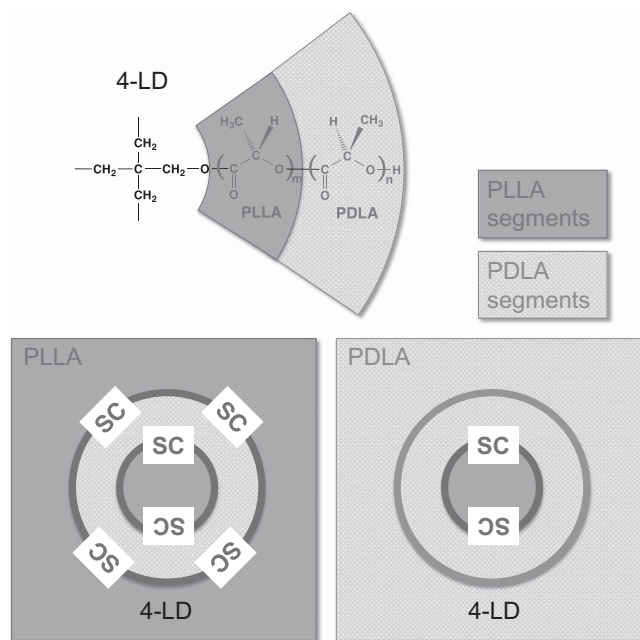 4-LD
H₃C H H CH₃
CH₂
CH₂ C CH₂ O ( C C O )m ( C C O )n H
CH₂ O O
PLLA PDLA
PLLA
segments
PDLA
segments
PLLA
SC SC
SC
SC
SC SC
4-LD
PDLA
SC
SC
4-LD